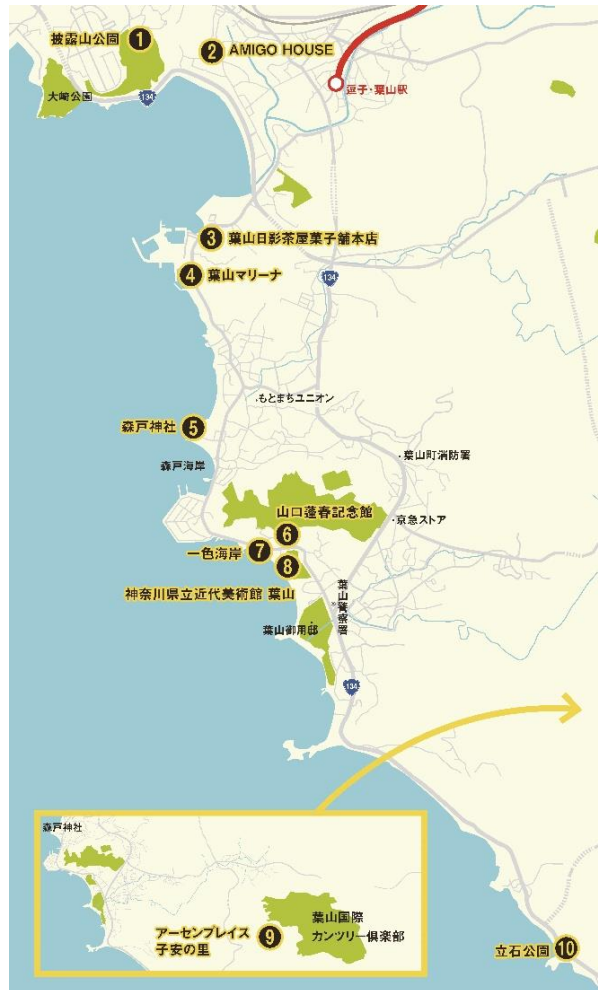 披露山公園 1
2 AMIGO HOUSE
大崎公園
134
逗子・葉山駅
3 葉山日影茶屋菓子舗本店
4 葉山マリーナ
134
もとまちユニオン
森戸神社 5
葉山町消防署
森戸海岸
山口蓬春記念館
6
京急ストア
一色海岸 7
8
神奈川県立近代美術館 葉山
葉山警察署
葉山御用邸
134
森戸神社
アーセンプレイス
子安の里
9
葉山国際
カンツリー倶楽部
立石公園 10